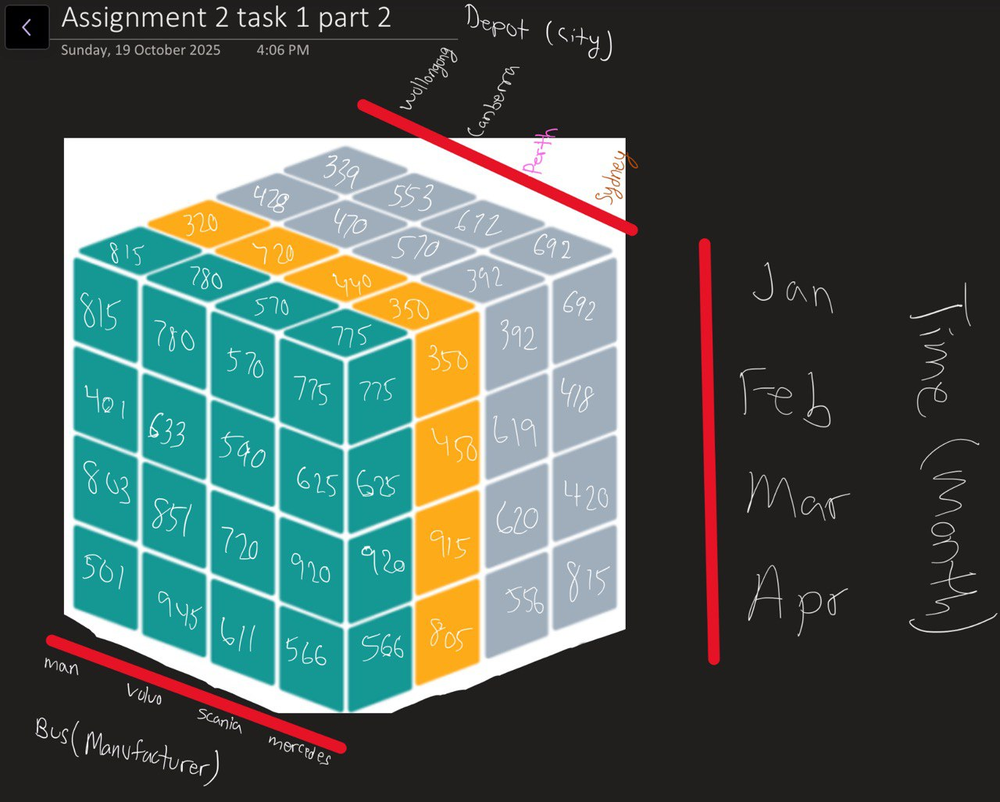 Assignment 2 task 1 part 2
Sunday, 19 October 2025 4:06 PM
Depot (city)
Wollongong
Canberra
Perth
Sydney
339
428 553
320 470 672
815 720 570 692
780 440 392
570 350
775
815 780 570 775 775 350 392 692
401 633 590 625 625 450 619 418
803 851 720 920 920 915 620 420
501 945 611 566 566 805 556 815
Jan
Feb
Mar
Apr
Time (Month)
man
volvo
scania
mercedes
Bus(Manufacturer)